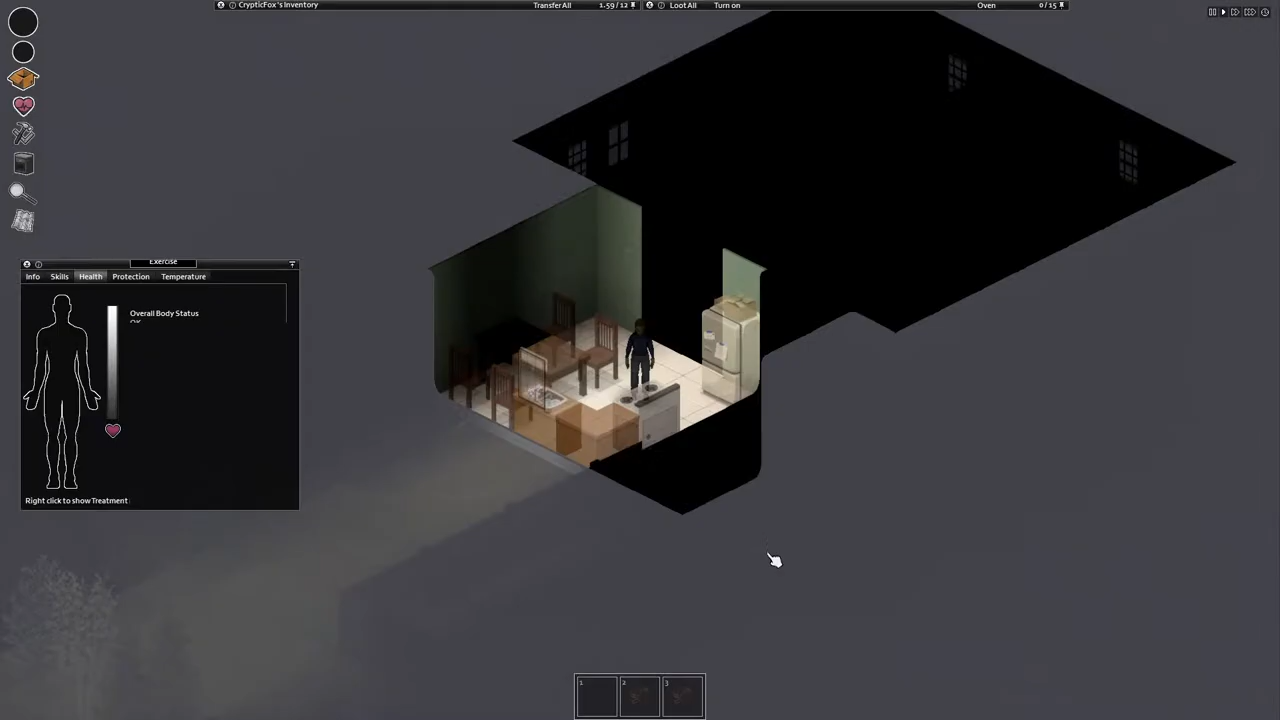 CrypticFox's Inventory
Transfer All
1.59 / 12
Loot All
Turn on
Oven
0 / 15
Exercise
Info
Skills
Health
Protection
Temperature
Overall Body Status
OK
Right click to show Treatment
1
2
3